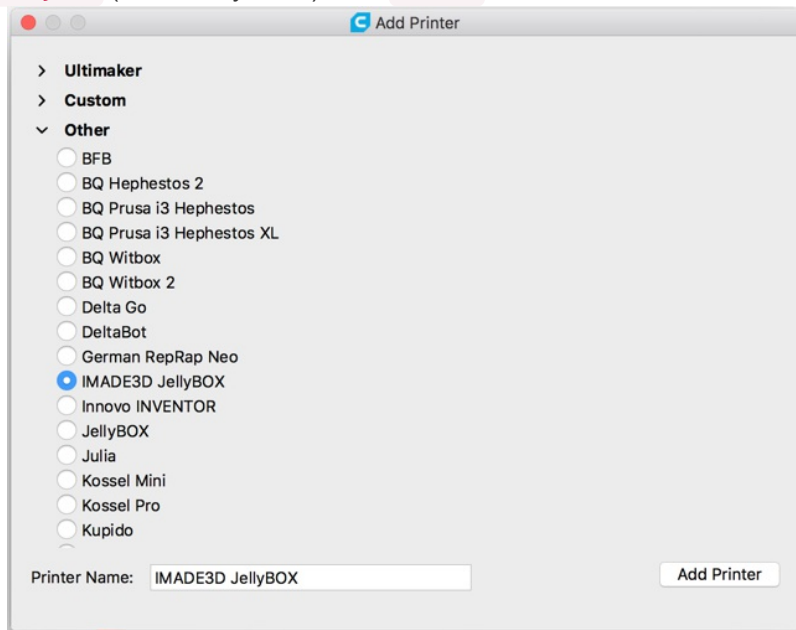 Add Printer
Ultimaker
Custom
Other
BFB
BQ Hephestos 2
BQ Prusa i3 Hephestos
BQ Prusa i3 Hephestos XL
BQ Witbox
BQ Witbox 2
Delta Go
DeltaBot
German RepRap Neo
IMADE3D JellyBOX
Innovo INVENTOR
JellyBOX
Julia
Kossel Mini
Kossel Pro
Kupido
Printer Name: IMADE3D JellyBOX Add Printer